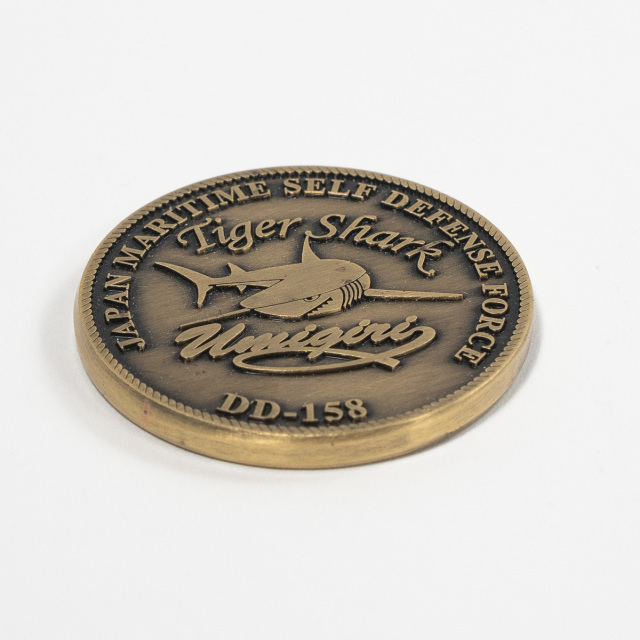 JAPAN MARITIME SELF DEFENSE FORCE
Tiger Shark
Umigiri
DD-158